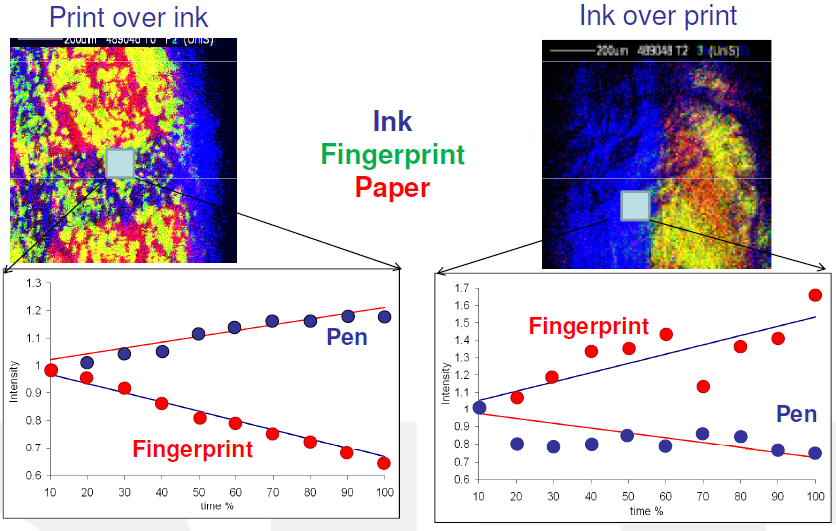 Print over ink
Ink over print
200um 489048 T0 P2 (UniS)
200um 489048 T2 3 (UniS)
Ink
Fingerprint
Paper
1.3
1.2
1.1
1
0.9
0.8
0.7
0.6
Intensity
Pen
Fingerprint
10 20 30 40 50 60 70 80 90 100
time %
1.7
1.6
1.5
1.4
1.3
1.2
1.1
1
0.9
0.8
0.7
0.6
Intensity
Fingerprint
Pen
10 20 30 40 50 60 70 80 90 100
time %